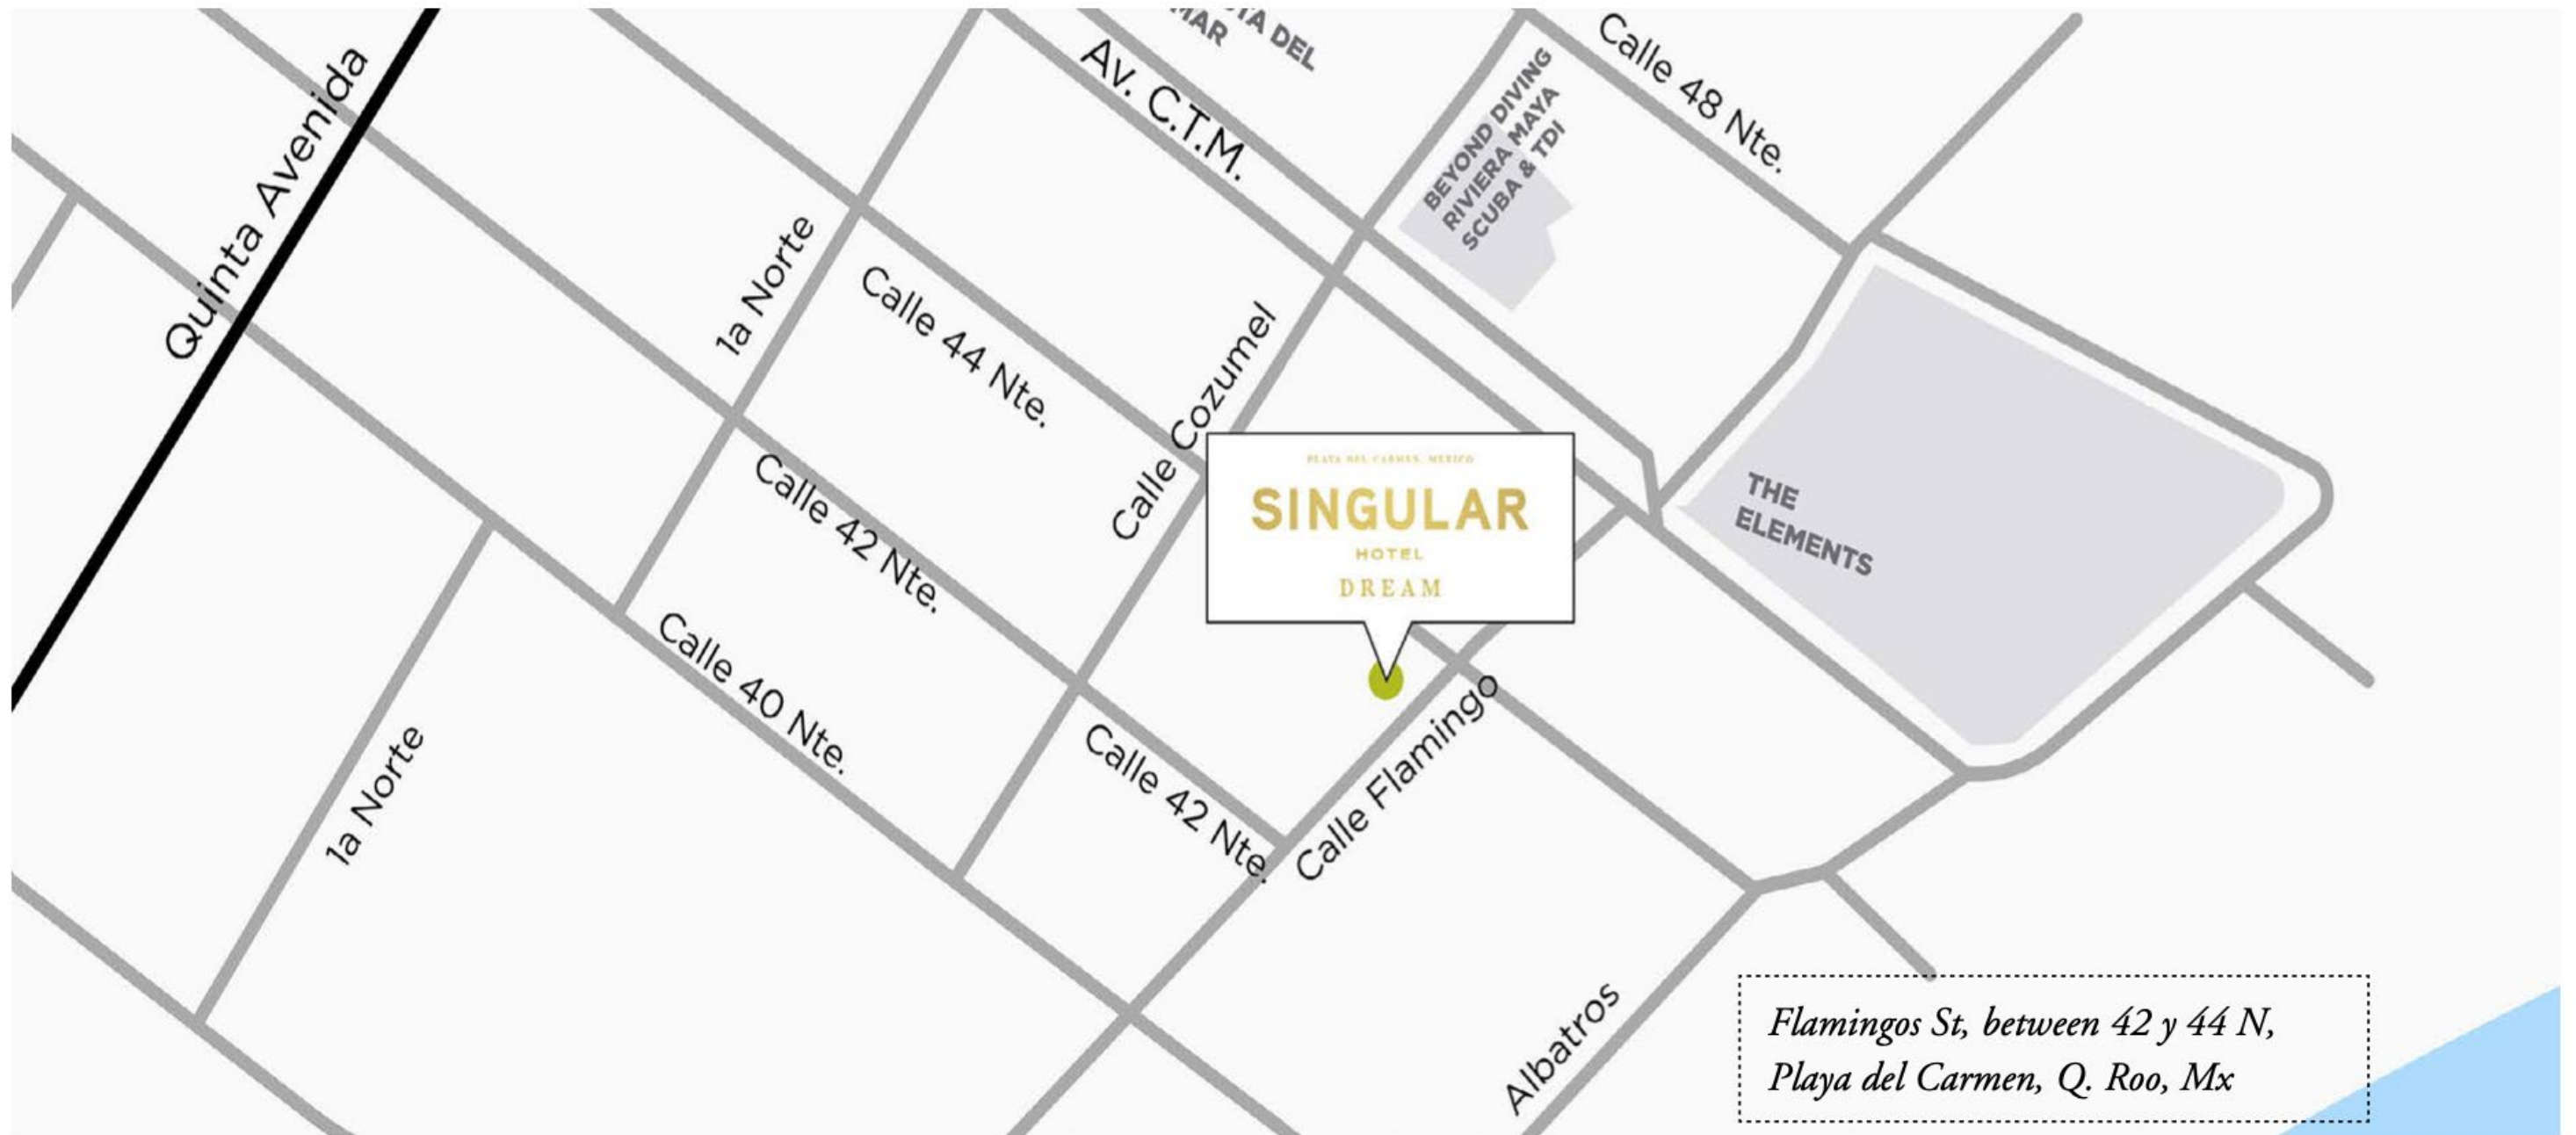 MAR
DEL
Av. C.T.M.
Calle 48 Nte.
BEYOND DIVING
RIVIERA MAYA
SCUBA & TDI
Quinta Avenida
1a Norte
Calle 44 Nte.
Calle Cozumel
PLAYA DEL CARMEN, MEXICO
SINGULAR
HOTEL
DREAM
THE
ELEMENTS
Calle 42 Nte.
Calle 40 Nte.
1a Norte
Calle 42 Nte.
Calle Flamingo
Albatros
Flamingos St, between 42 y 44 N,
Playa del Carmen, Q. Roo, Mx